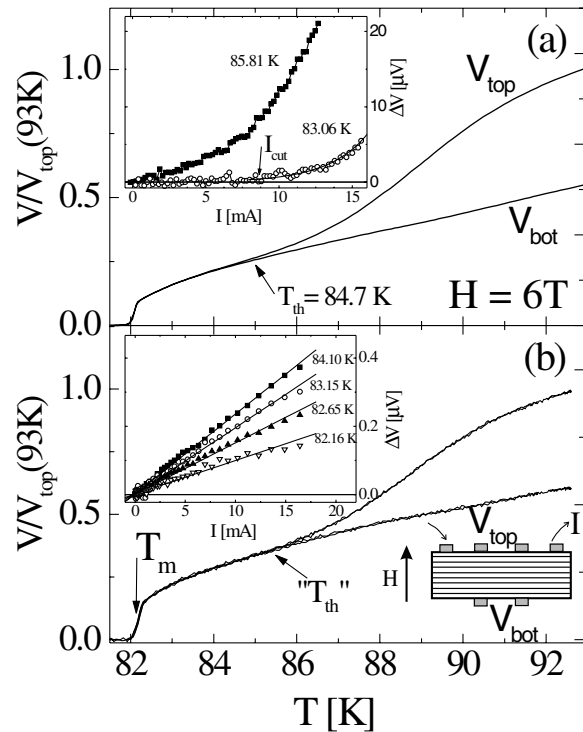 (a)
V/V_top(93K)
1.0
0.5
0.0
20
10
0
ΔV [μV]
85.81 K
83.06 K
I_cut
0
5
10
15
I [mA]
V_top
V_bot
T_th = 84.7 K
H = 6T
(b)
V/V_top(93K)
1.0
0.5
0.0
0.4
0.2
0.0
ΔV [μV]
84.10 K
83.15 K
82.65 K
82.16 K
0
5
10
15
20
I [mA]
T_m
"T_th"
V_top
I
H
V_bot
82
84
86
88
90
92
T [K]